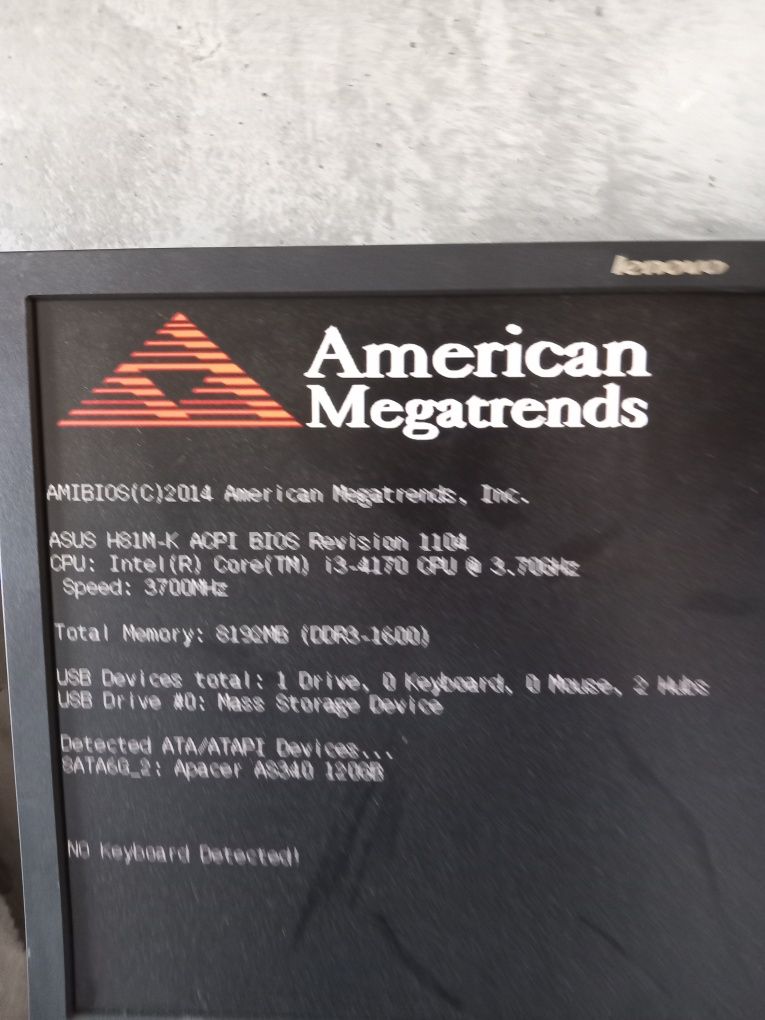 lenovo
American
Megatrends
AMIBIOS(C)2014 American Megatrends, Inc.
ASUS H81M-K ACPI BIOS Revision 1104
CPU: Intel(R) Core(TM) i3-4170 CPU @ 3.70GHz
Speed: 3700MHz
Total Memory: 8192MB (DDR3-1600)
USB Devices total: 1 Drive, 0 Keyboard, 0 Mouse, 2 Hubs
USB Drive #0: Mass Storage Device
Detected ATA/ATAPI Devices...
SATA6G_2: Apacer AS340 120GB
NO Keyboard Detected!